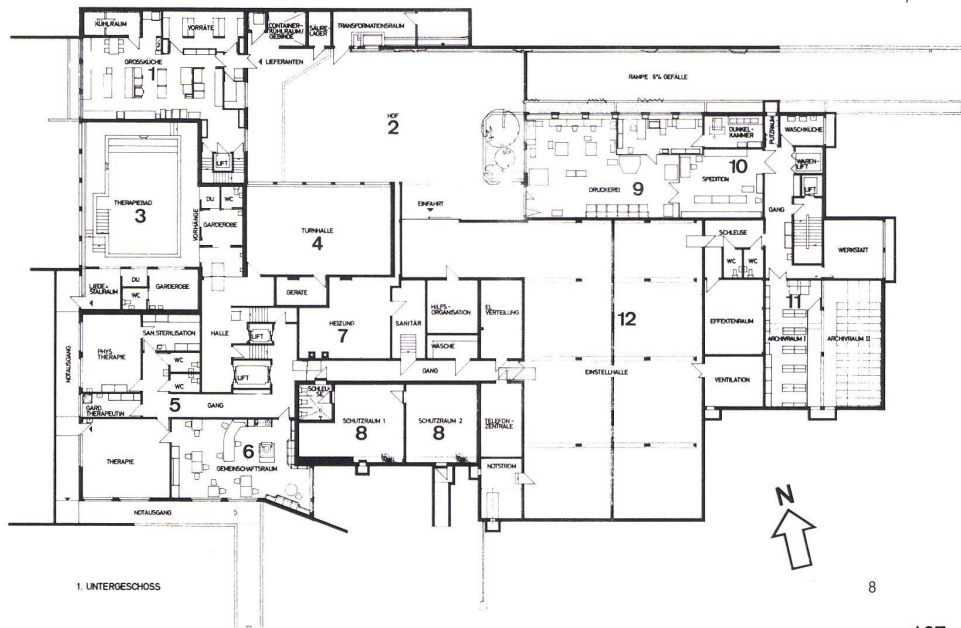 KÜHLRAUM
VORRÄTE
CONTAINER-
KÜHLRAUM/
GEBINDE
SÄURE-
LAGER
TRANSFORMATIONSRAUM
GROSSKÜCHE
1
LIEFERANTEN
RAMPE 6% GEFÄLLE
HOF
2
LIFT
DUNKEL-
KAMMER
PUTZRAUM
WASCHKÜCHE
10
SPEDITION
WAREN-
LIFT
LIFT
DRUCKEREI
9
GANG
THERAPIEBAD
3
VORHÄNGE
DU
WC
GARDEROBE
EINFAHRT
TURNHALLE
4
SCHLEUSE
WC
WC
WERKSTATT
LIEGE +
STAURAUM
DU
WC
GARDEROBE
GERÄTE
HEIZUNG
7
SANITÄR
HILFS-
ORGANISATION
WÄSCHE
EL.
VERTEILUNG
12
EINSTELLHALLE
EFFEKTENRAUM
11
ARCHIVRAUM I
ARCHIVRAUM II
NOTAUSGANG
PHYS.
THERAPIE
SAN.STERILISATION
WC
WC
HALLE
LIFT
LIFT
GANG
VENTILATION
GARD.
THERAPEUTIN
5
GANG
SCHLEU-
SE
SCHUTZRAUM 1
8
SCHUTZRAUM 2
8
TELEFON-
ZENTRALE
THERAPIE
6
GEMEINSCHAFTSRAUM
NOTSTROM
NOTAUSGANG
N
1. UNTERGESCHOSS
8